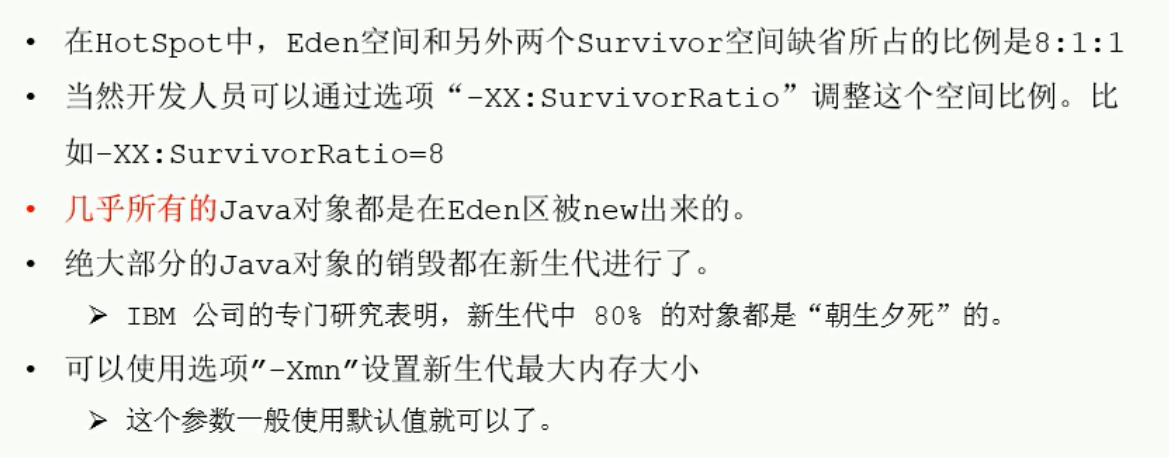 • 在HotSpot中，Eden空间和另外两个Survivor空间缺省所占的比例是8:1:1
• 当然开发人员可以通过选项“-XX:SurvivorRatio”调整这个空间比例。比
如-XX:SurvivorRatio=8
• 几乎所有的Java对象都是在Eden区被new出来的。
• 绝大部分的Java对象的销毁都在新生代进行了。
➢ IBM 公司的专门研究表明，新生代中 80% 的对象都是“朝生夕死”的。
• 可以使用选项"-Xmn"设置新生代最大内存大小
➢ 这个参数一般使用默认值就可以了。